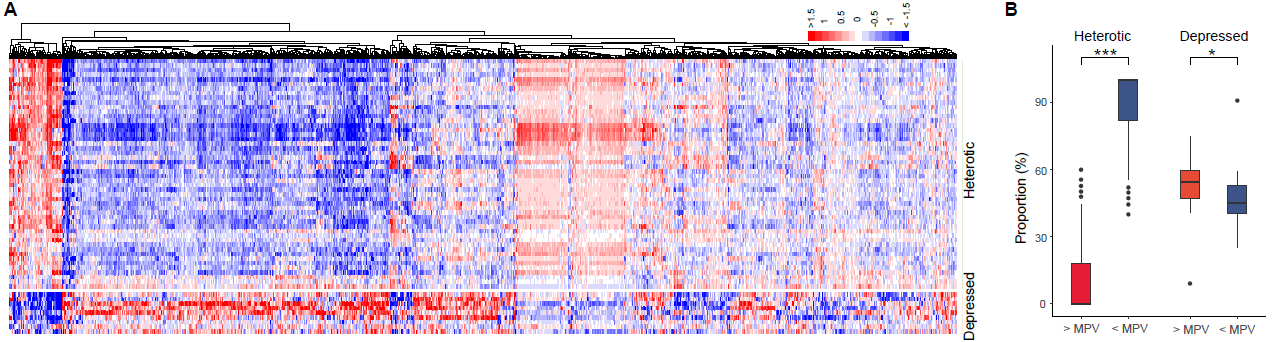 A
>1.5
1
0.5
0
-0.5
-1
< -1.5
Heterotic
Depressed
B
Heterotic
Depressed
***
*
Proportion (%)
90
60
30
0
> MPV
< MPV
> MPV
< MPV